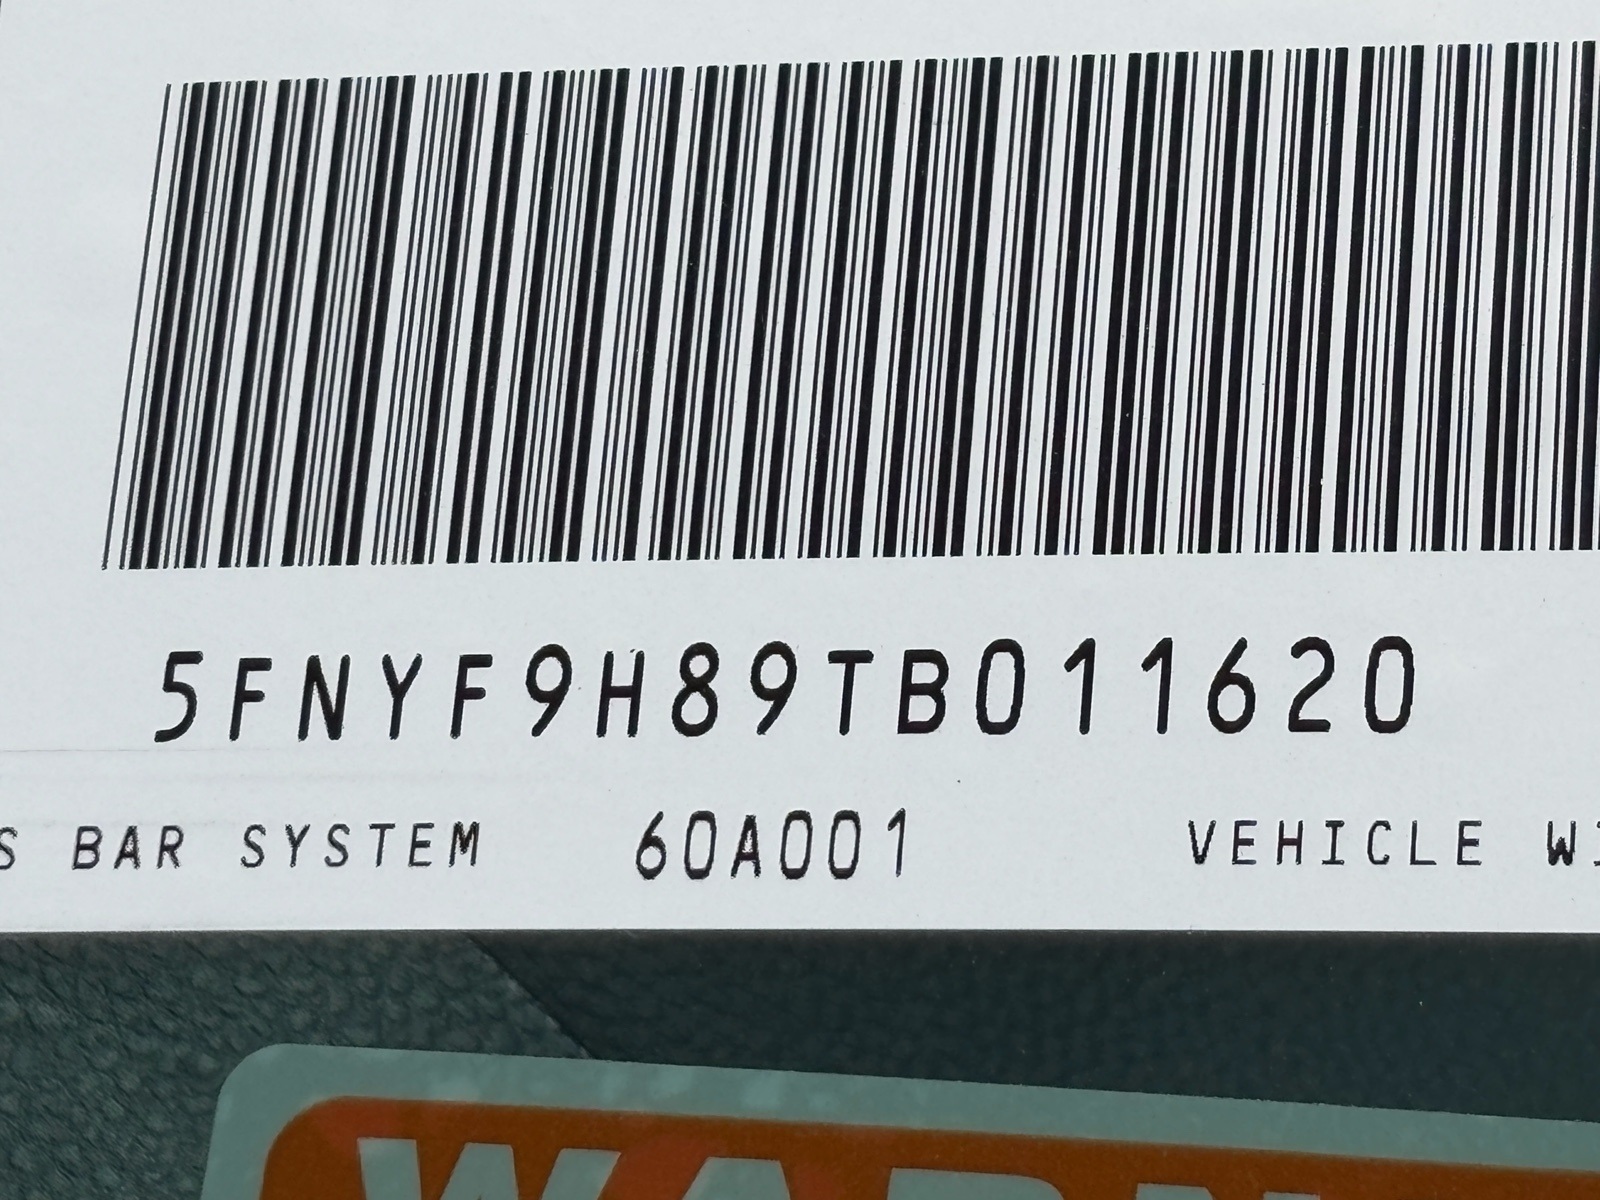 5FNYF9H89TB011620
S BAR SYSTEM 60A001 VEHICLE